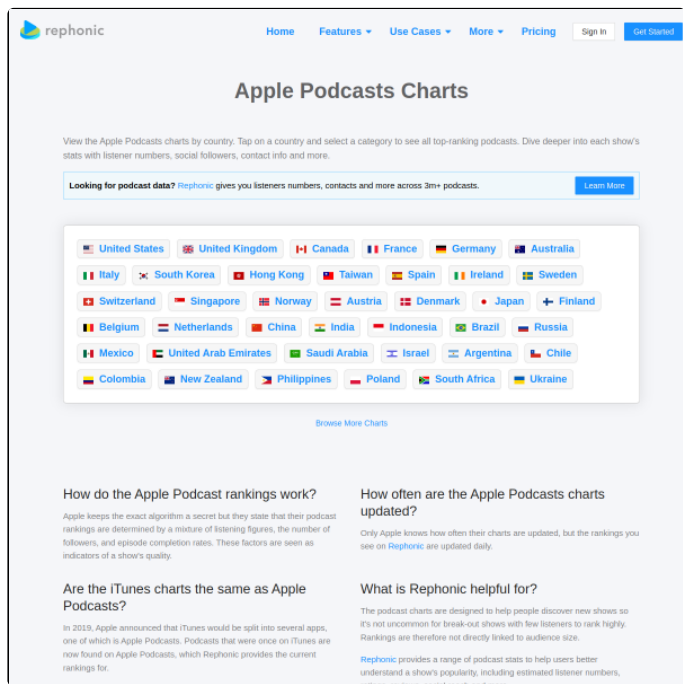 rephonic
Home Features Use Cases More Pricing Sign In Get Started
Apple Podcasts Charts
View the Apple Podcasts charts by country. Tap on a country and select a category to see all top-ranking podcasts. Dive deeper into each show's
stats with listener numbers, social followers, contact info and more.
Looking for podcast data? Rephonic gives you listeners numbers, contacts and more across 3m+ podcasts. Learn More
United States United Kingdom Canada France Germany Australia
Italy South Korea Hong Kong Taiwan Spain Ireland Sweden
Switzerland Singapore Norway Austria Denmark Japan Finland
Belgium Netherlands China India Indonesia Brazil Russia
Mexico United Arab Emirates Saudi Arabia Israel Argentina Chile
Colombia New Zealand Philippines Poland South Africa Ukraine
Browse More Charts
How do the Apple Podcast rankings work?
Apple keeps the exact algorithm a secret but they state that their podcast
rankings are determined by a mixture of listening figures, the number of
followers, and episode completion rates. These factors are seen as
indicators of a show's quality.
How often are the Apple Podcasts charts
updated?
Only Apple knows how often their charts are updated, but the rankings you
see on Rephonic are updated daily.
Are the iTunes charts the same as Apple
Podcasts?
In 2019, Apple announced that iTunes would be split into several apps,
one of which is Apple Podcasts. Podcasts that were once on iTunes are
now found on Apple Podcasts, which Rephonic provides the current
rankings for.
What is Rephonic helpful for?
The podcast charts are designed to help people discover new shows so
it's not uncommon for break-out shows with few listeners to rank highly.
Rankings are therefore not directly linked to audience size.
Rephonic provides a range of podcast stats to help users better
understand a show's popularity, including estimated listener numbers,